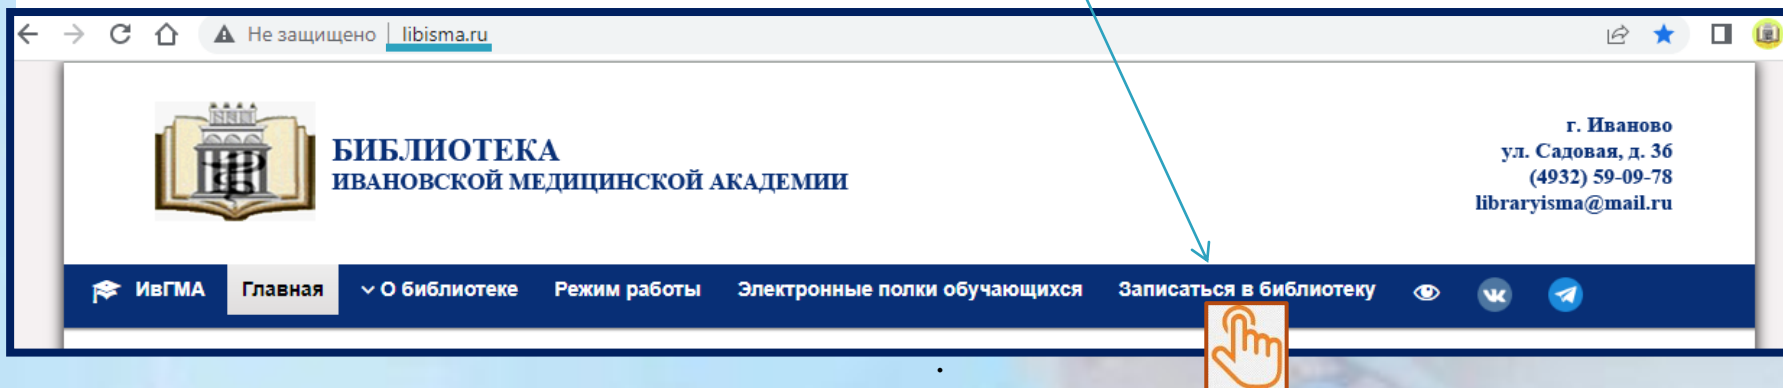 Не защищено | libisma.ru
БИБЛИОТЕКА
ИВАНОВСКОЙ МЕДИЦИНСКОЙ АКАДЕМИИ
г. Иваново
ул. Садовая, д. 36
(4932) 59-09-78
libraryisma@mail.ru
ИвГМА Главная О библиотеке Режим работы Электронные полки обучающихся Записаться в библиотеку
.